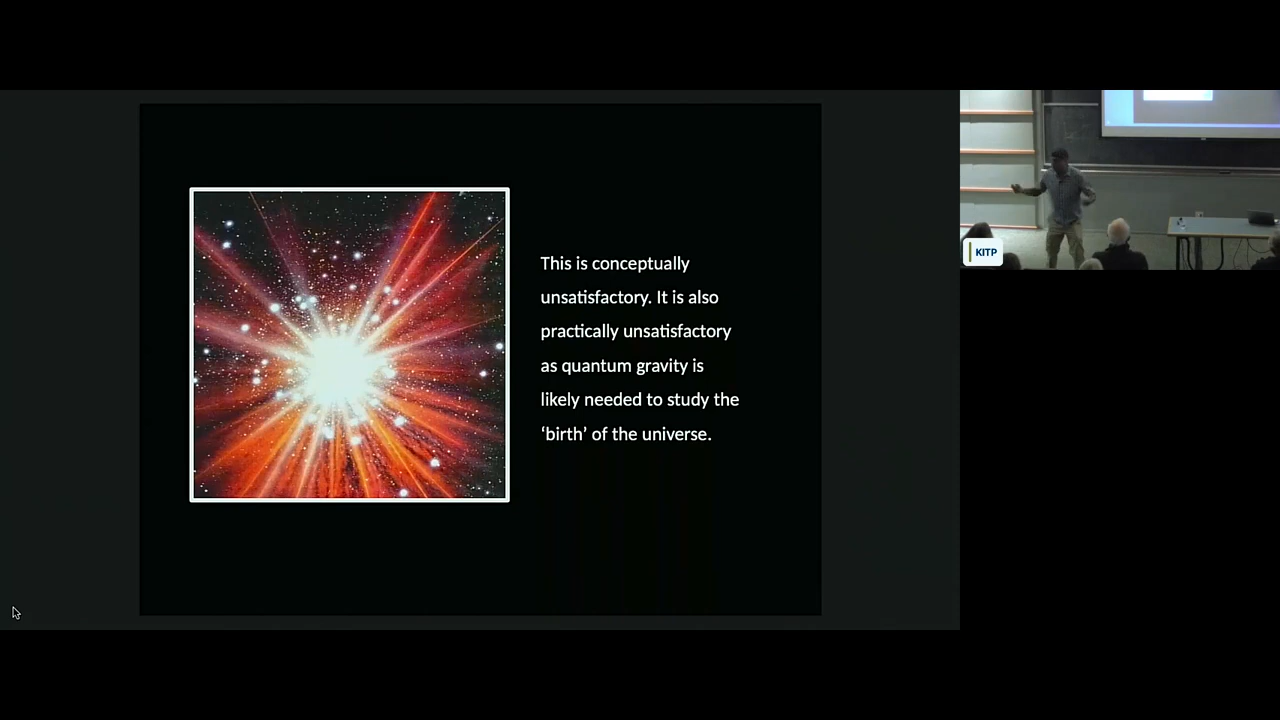 This is conceptually
unsatisfactory. It is also
practically unsatisfactory
as quantum gravity is
likely needed to study the
‘birth’ of the universe.
KITP